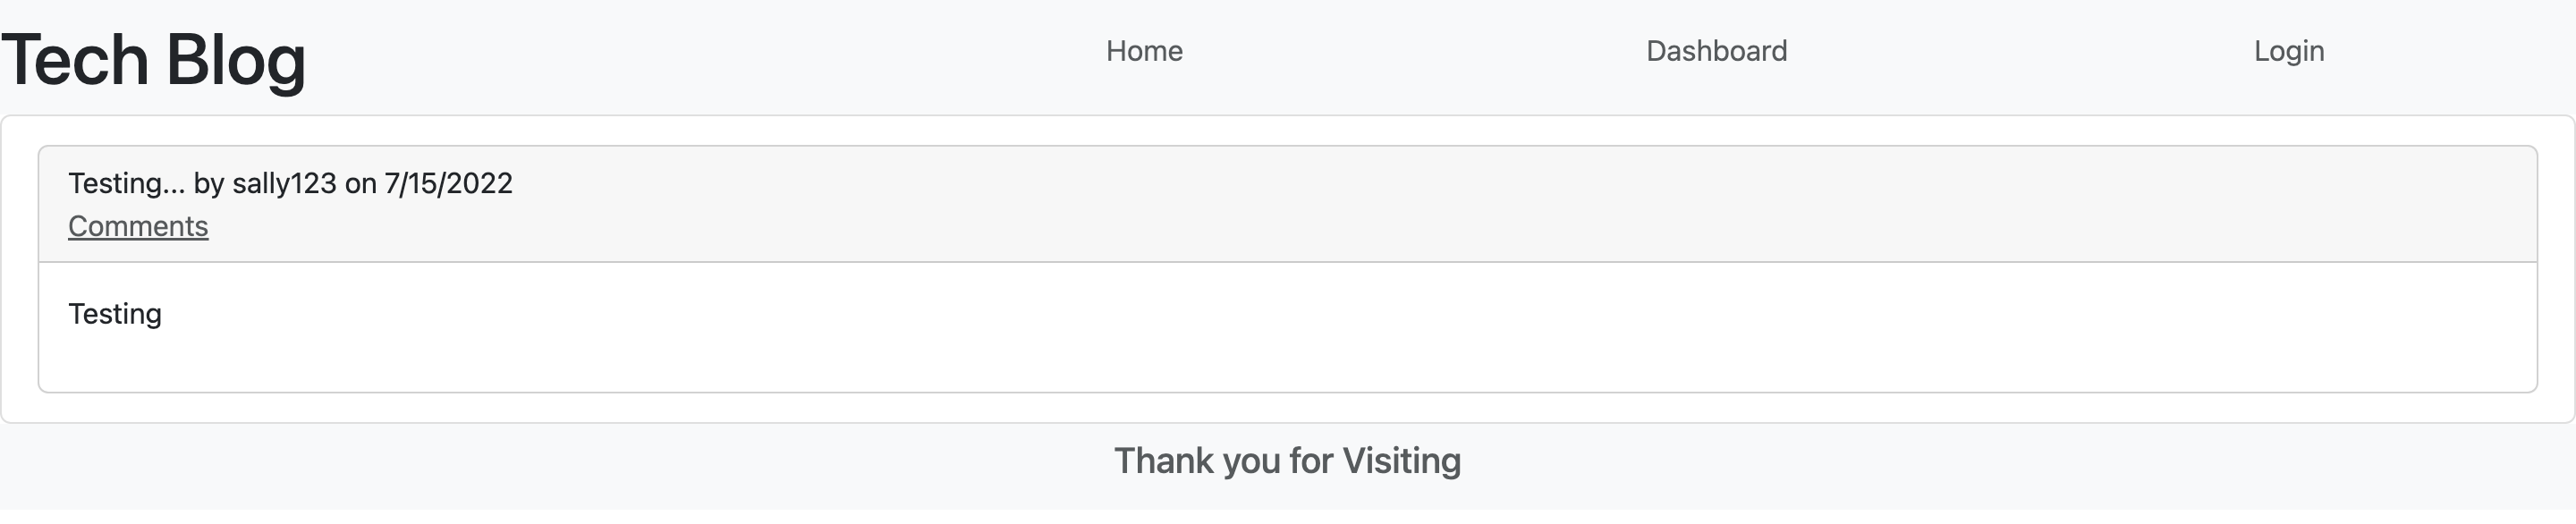 Tech Blog
Home Dashboard Login
Testing... by sally123 on 7/15/2022
Comments
Testing
Thank you for Visiting